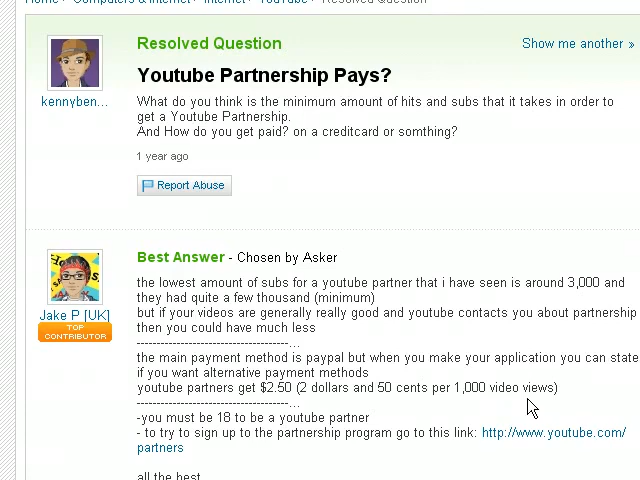 Home › Computers & Internet › Internet › YouTube › Resolved Question
Resolved Question
Show me another »
Youtube Partnership Pays?
kennyben...
What do you think is the minimum amount of hits and subs that it takes in order to
get a Youtube Partnership.
And How do you get paid? on a creditcard or somthing?
1 year ago
Report Abuse
Best Answer - Chosen by Asker
the lowest amount of subs for a youtube partner that i have seen is around 3,000 and
they had quite a few thousand (minimum)
but if your videos are generally really good and youtube contacts you about partnership
then you could have much less
Jake P [UK]
TOP
CONTRIBUTOR
--------------------------------------...
the main payment method is paypal but when you make your application you can state
if you want alternative payment methods
youtube partners get $2.50 (2 dollars and 50 cents per 1,000 video views)
--------------------------------------...
-you must be 18 to be a youtube partner
- to try to sign up to the partnership program go to this link: http://www.youtube.com/
partners
all the best